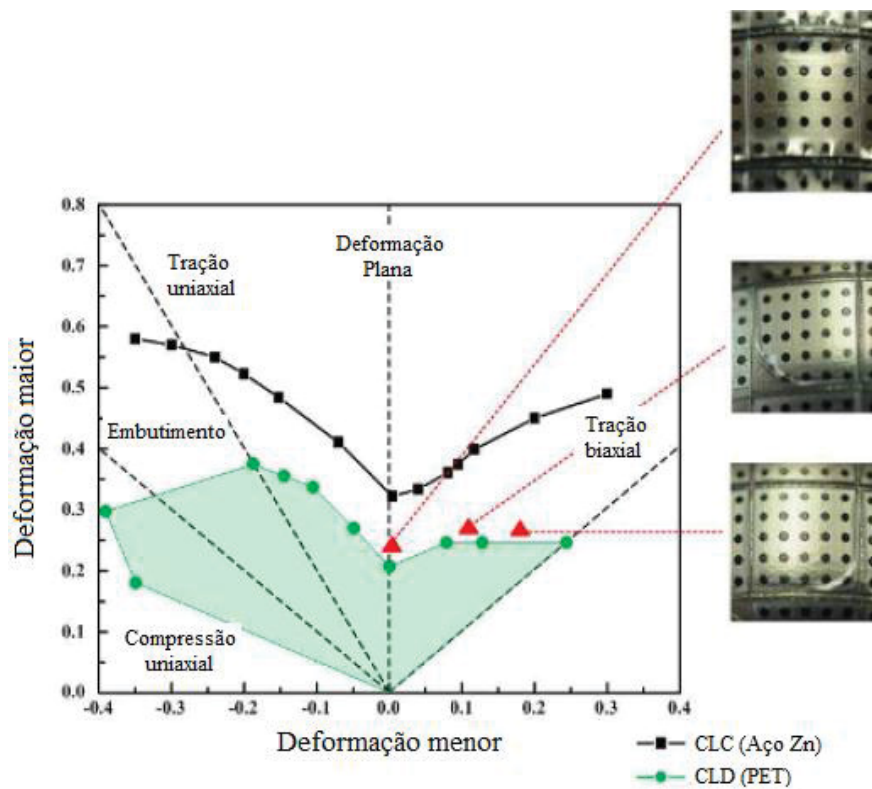 0.8
0.7
0.6
0.5
0.4
0.3
0.2
0.1
0.0
Deformação maior
Deformação
Plana
Tração
uniaxial
Embutimento
Tração
biaxial
Compressão
uniaxial
-0.4 -0.3 -0.2 -0.1 0.0 0.1 0.2 0.3 0.4
Deformação menor
CLC (Aço Zn)
CLD (PET)